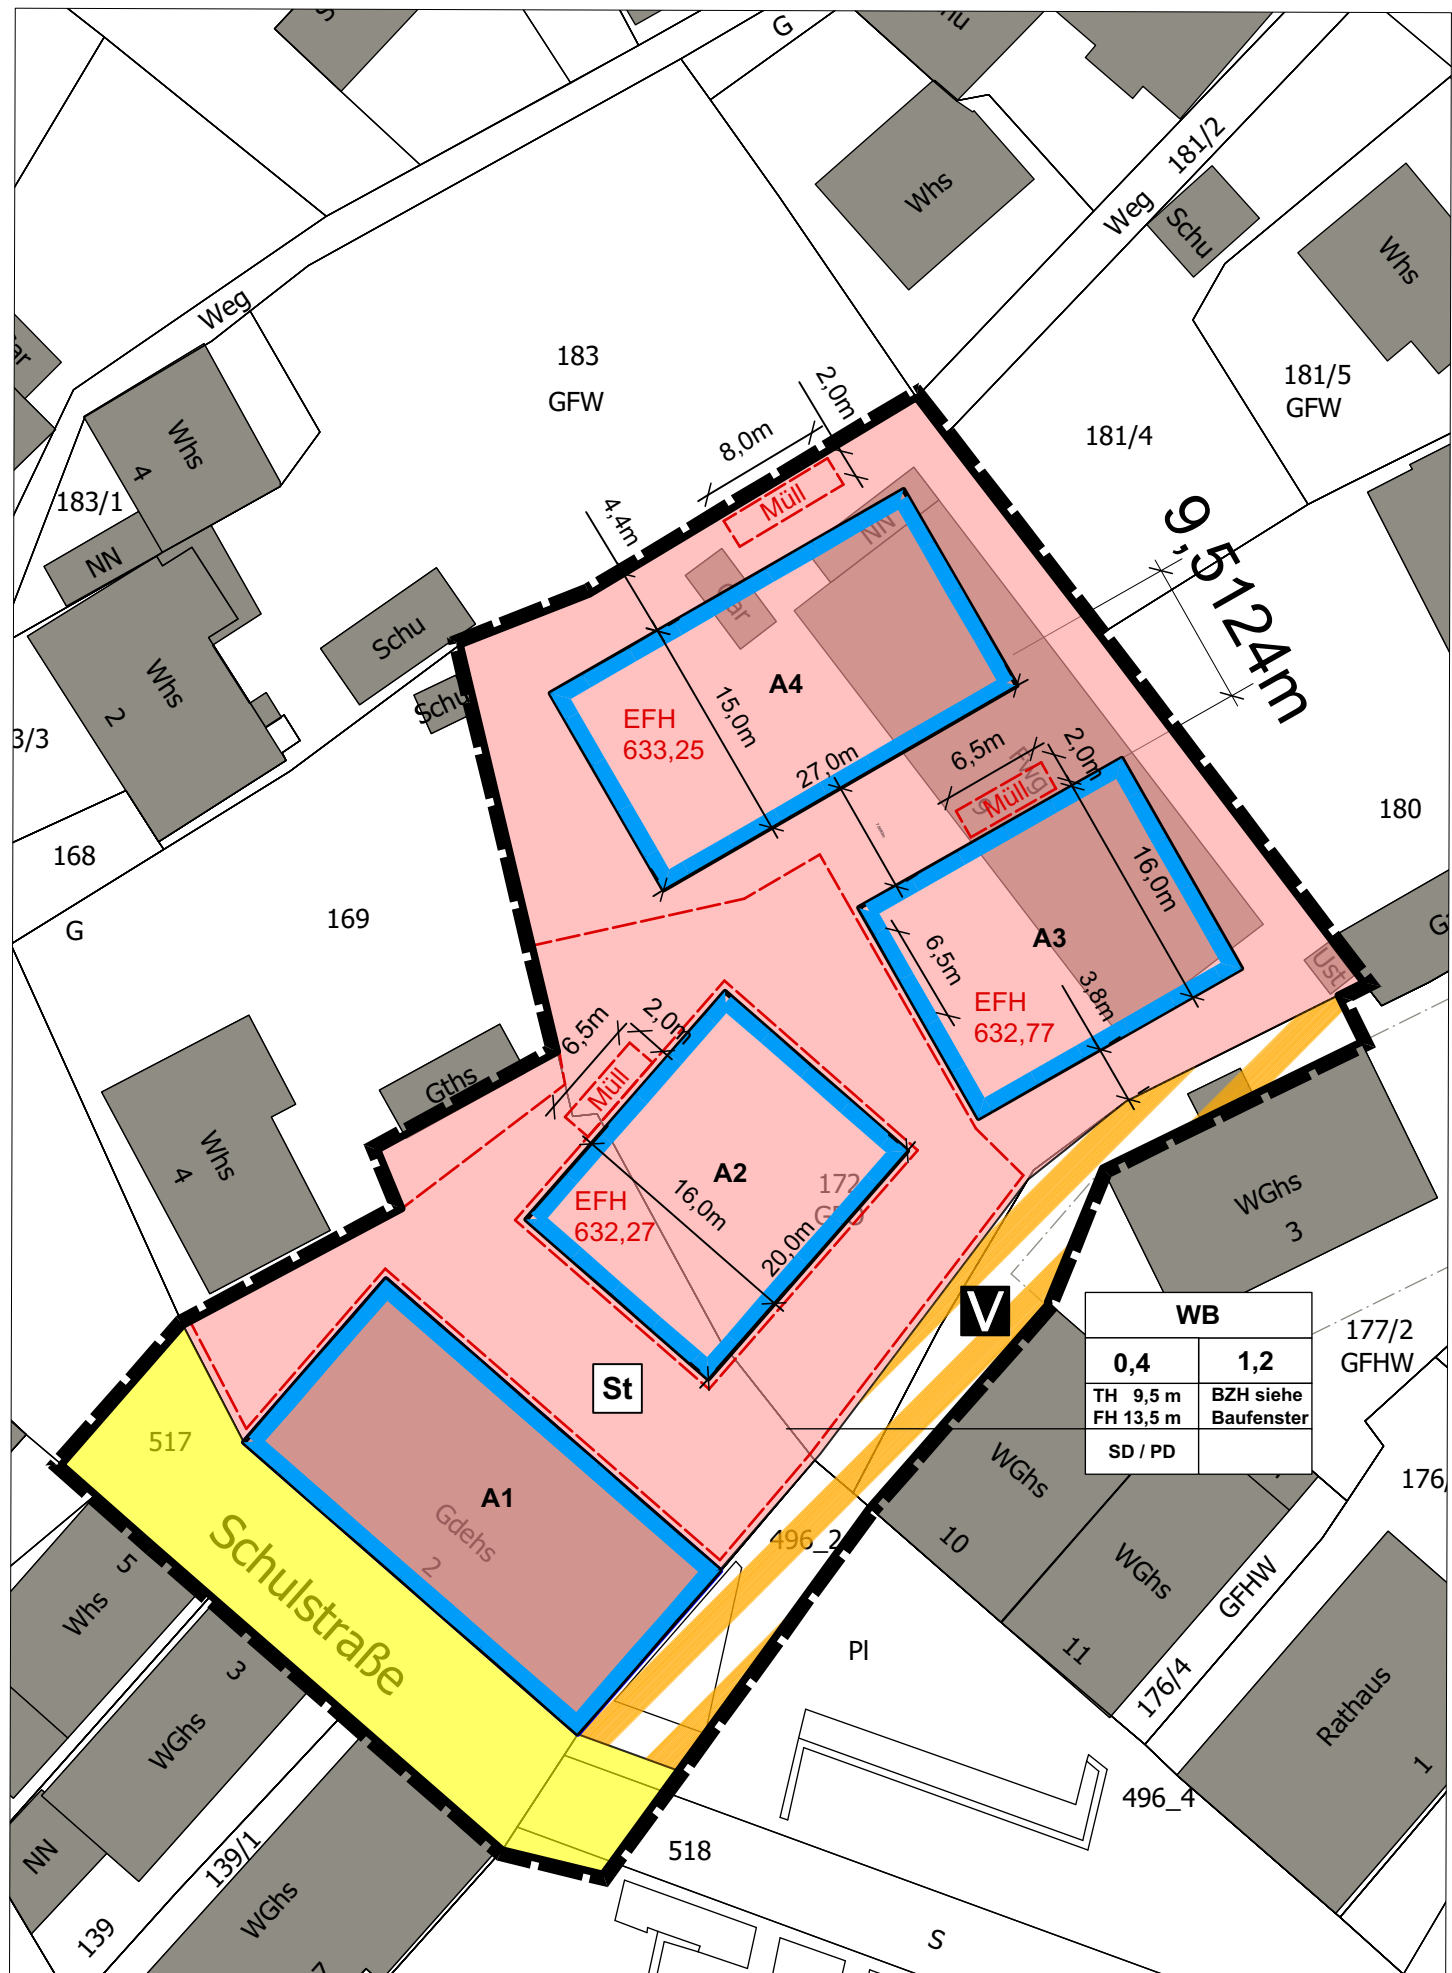 G
181/2
Weg
Whs
Schu
Whs
Weg
183
GFW
2,0m
181/5
GFW
8,0m
181/4
Whs
4
183/1
Müll
4,4m
NN
NN
9,5124m
Gar
Schu
Whs
2
Schu
A4
EFH
633,25
15,0m
3/3
27,0m
6,5m
2,0m
Müll
180
168
16,0m
169
G
A3
6,5m
3,8m
Ust
EFH
632,77
6,5m
2,0m
Müll
Gths
Whs
4
A2
172
EFH
632,27
16,0m
20,0m
WGhs
3
V
WB
0,4
1,2
TH 9,5 m
FH 13,5 m
BZH siehe
Baufenster
SD / PD
177/2
GFHW
St
517
A1
Gdehs
2
Schulstraße
WGhs
10
176/
496_2
WGhs
11
GFHW
5
Whs
3
WGhs
Pl
176/4
Rathaus
1
496_4
518
NN
139/1
139
WGhs
7
S